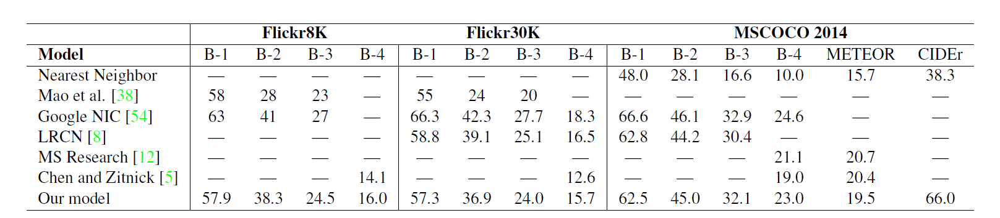 Flickr8K Flickr30K MSCOCO 2014
Model B-1 B-2 B-3 B-4 B-1 B-2 B-3 B-4 B-1 B-2 B-3 B-4 METEOR CIDEr
Nearest Neighbor — — — — — — — — 48.0 28.1 16.6 10.0 15.7 38.3
Mao et al. [38] 58 28 23 — 55 24 20 — — — — — — —
Google NIC [54] 63 41 27 — 66.3 42.3 27.7 18.3 66.6 46.1 32.9 24.6 — —
LRCN [8] — — — — 58.8 39.1 25.1 16.5 62.8 44.2 30.4 — — —
MS Research [12] — — — — — — — — — — — 21.1 20.7 —
Chen and Zitnick [5] — — — 14.1 — — — 12.6 — — — 19.0 20.4 —
Our model 57.9 38.3 24.5 16.0 57.3 36.9 24.0 15.7 62.5 45.0 32.1 23.0 19.5 66.0